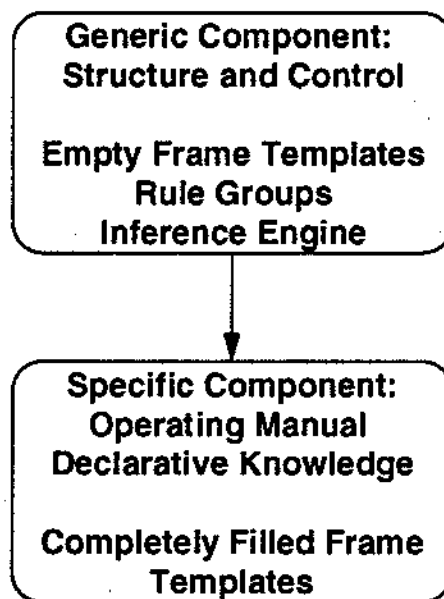 Generic Component:
Structure and Control
Empty Frame Templates
Rule Groups
Inference Engine
Specific Component:
Operating Manual
Declarative Knowledge
Completely Filled Frame
Templates